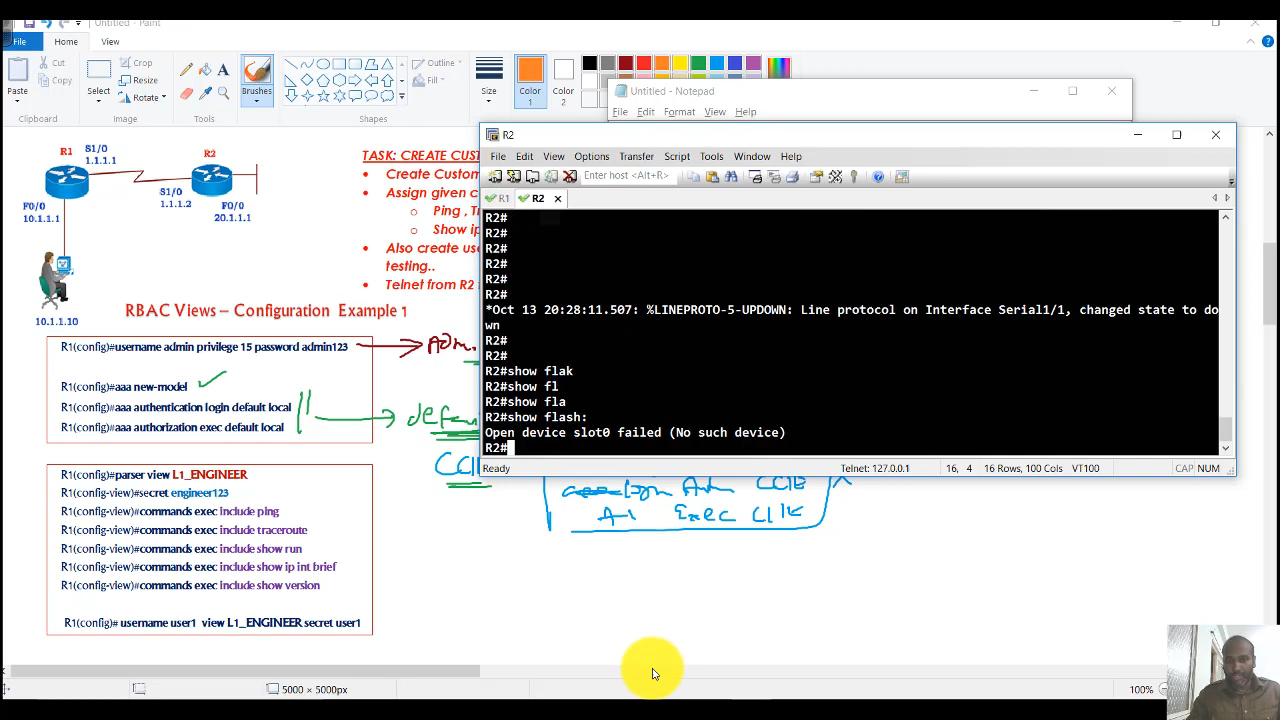 Untitled - Paint
File Home View
Cut
Copy
Paste
Clipboard
Select
Crop
Resize
Rotate
Image
Tools
Brushes
Outline
Fill
Shapes
Size
Color
1
Color
2
Untitled - Notepad
File Edit Format View Help
R1
S1/0
1.1.1.1
R2
S1/0
1.1.1.2
F0/0
10.1.1.1
F0/0
20.1.1.1
10.1.1.10
TASK: CREATE CUS
Create Custom
Assign given c
Ping , T
Show ip
Also create use
testing..
Telnet from R2
RBAC Views – Configuration Example 1
R1(config)#username admin privilege 15 password admin123
R1(config)#aaa new-model
R1(config)#aaa authentication login default local
R1(config)#aaa authorization exec default local
Adm.
defau
R1(config)#parser view L1_ENGINEER
R1(config-view)#secret engineer123
R1(config-view)#commands exec include ping
R1(config-view)#commands exec include traceroute
R1(config-view)#commands exec include show run
R1(config-view)#commands exec include show ip int brief
R1(config-view)#commands exec include show version
R1(config)# username user1 view L1_ENGINEER secret user1
login CCIE
Exec
R2
File Edit View Options Transfer Script Tools Window Help
Enter host <Alt+R>
R1 R2
R2#
R2#
R2#
R2#
R2#
R2#
*Oct 13 20:28:11.507: %LINEPROTO-5-UPDOWN: Line protocol on Interface Serial1/1, changed state to do
wn
R2#
R2#
R2#show flak
R2#show fl
R2#show fla
R2#show flash:
Open device slot0 failed (No such device)
R2#
Ready Telnet: 127.0.0.1 16, 4 16 Rows, 100 Cols VT100 CAP NUM
5000 × 5000px 100%